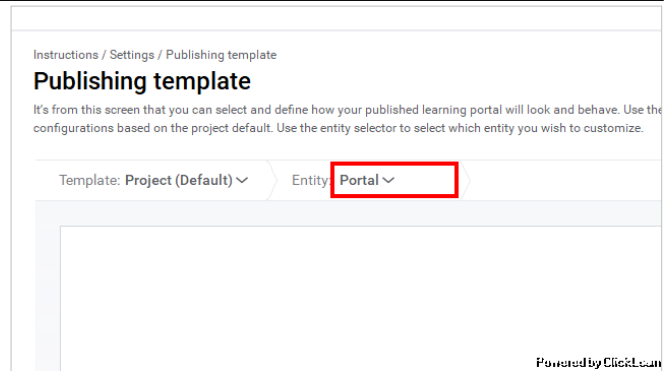 Instructions / Settings / Publishing template
Publishing template
It's from this screen that you can select and define how your published learning portal will look and behave. Use the
configurations based on the project default. Use the entity selector to select which entity you wish to customize.
Template: Project (Default) Entity: Portal
Powered by ClickLearn